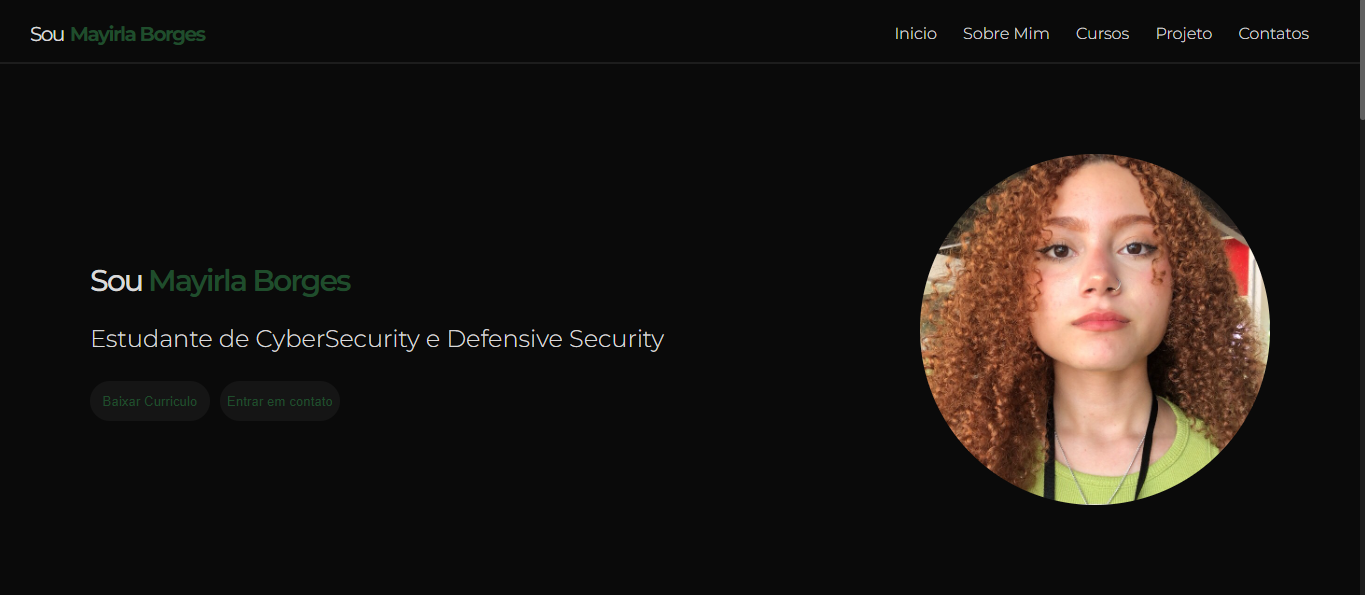 Sou Mayirla Borges
Inicio Sobre Mim Cursos Projeto Contatos
Sou Mayirla Borges
Estudante de CyberSecurity e Defensive Security
Baixar Curriculo Entrar em contato